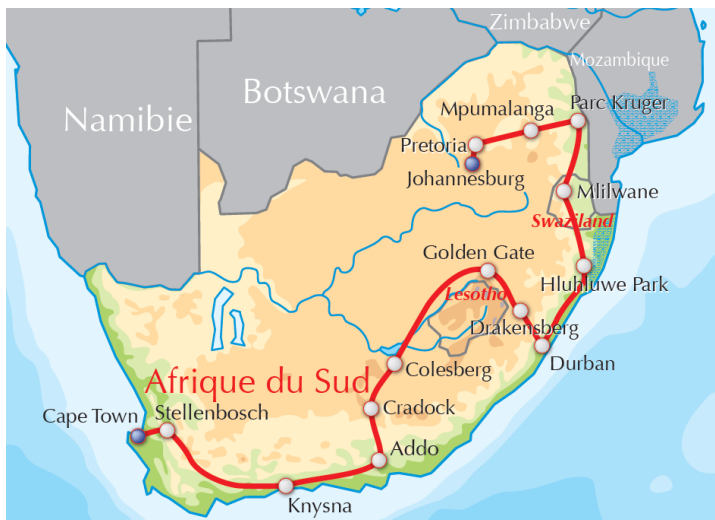 Zimbabwe
Mozambique
Botswana
Namibie
Mpumalanga
Parc Kruger
Pretoria
Johannesburg
Mlilwane
Swaziland
Golden Gate
Hluhluwe Park
Lesotho
Drakensberg
Durban
Colesberg
Afrique du Sud
Cradock
Cape Town
Stellenbosch
Addo
Knysna